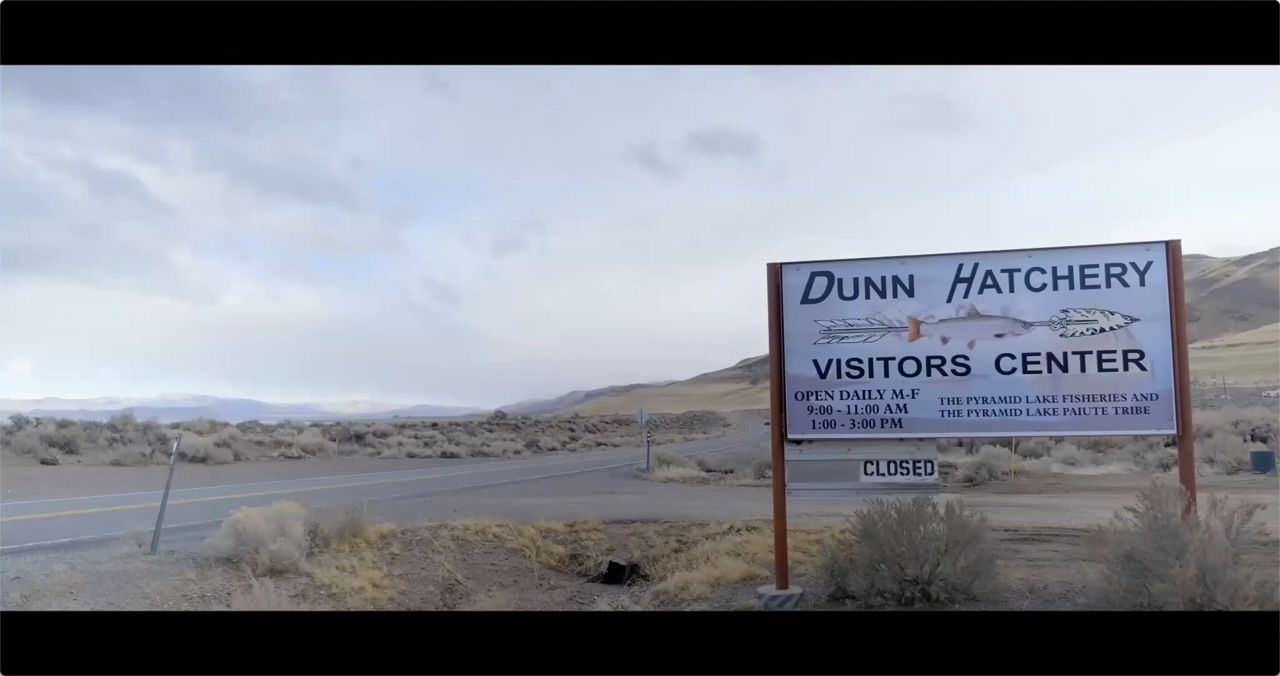 DUNN HATCHERY
VISITORS CENTER
OPEN DAILY M-F
9:00 - 11:00 AM
1:00 - 3:00 PM
THE PYRAMID LAKE FISHERIES AND
THE PYRAMID LAKE PAIUTE TRIBE
CLOSED